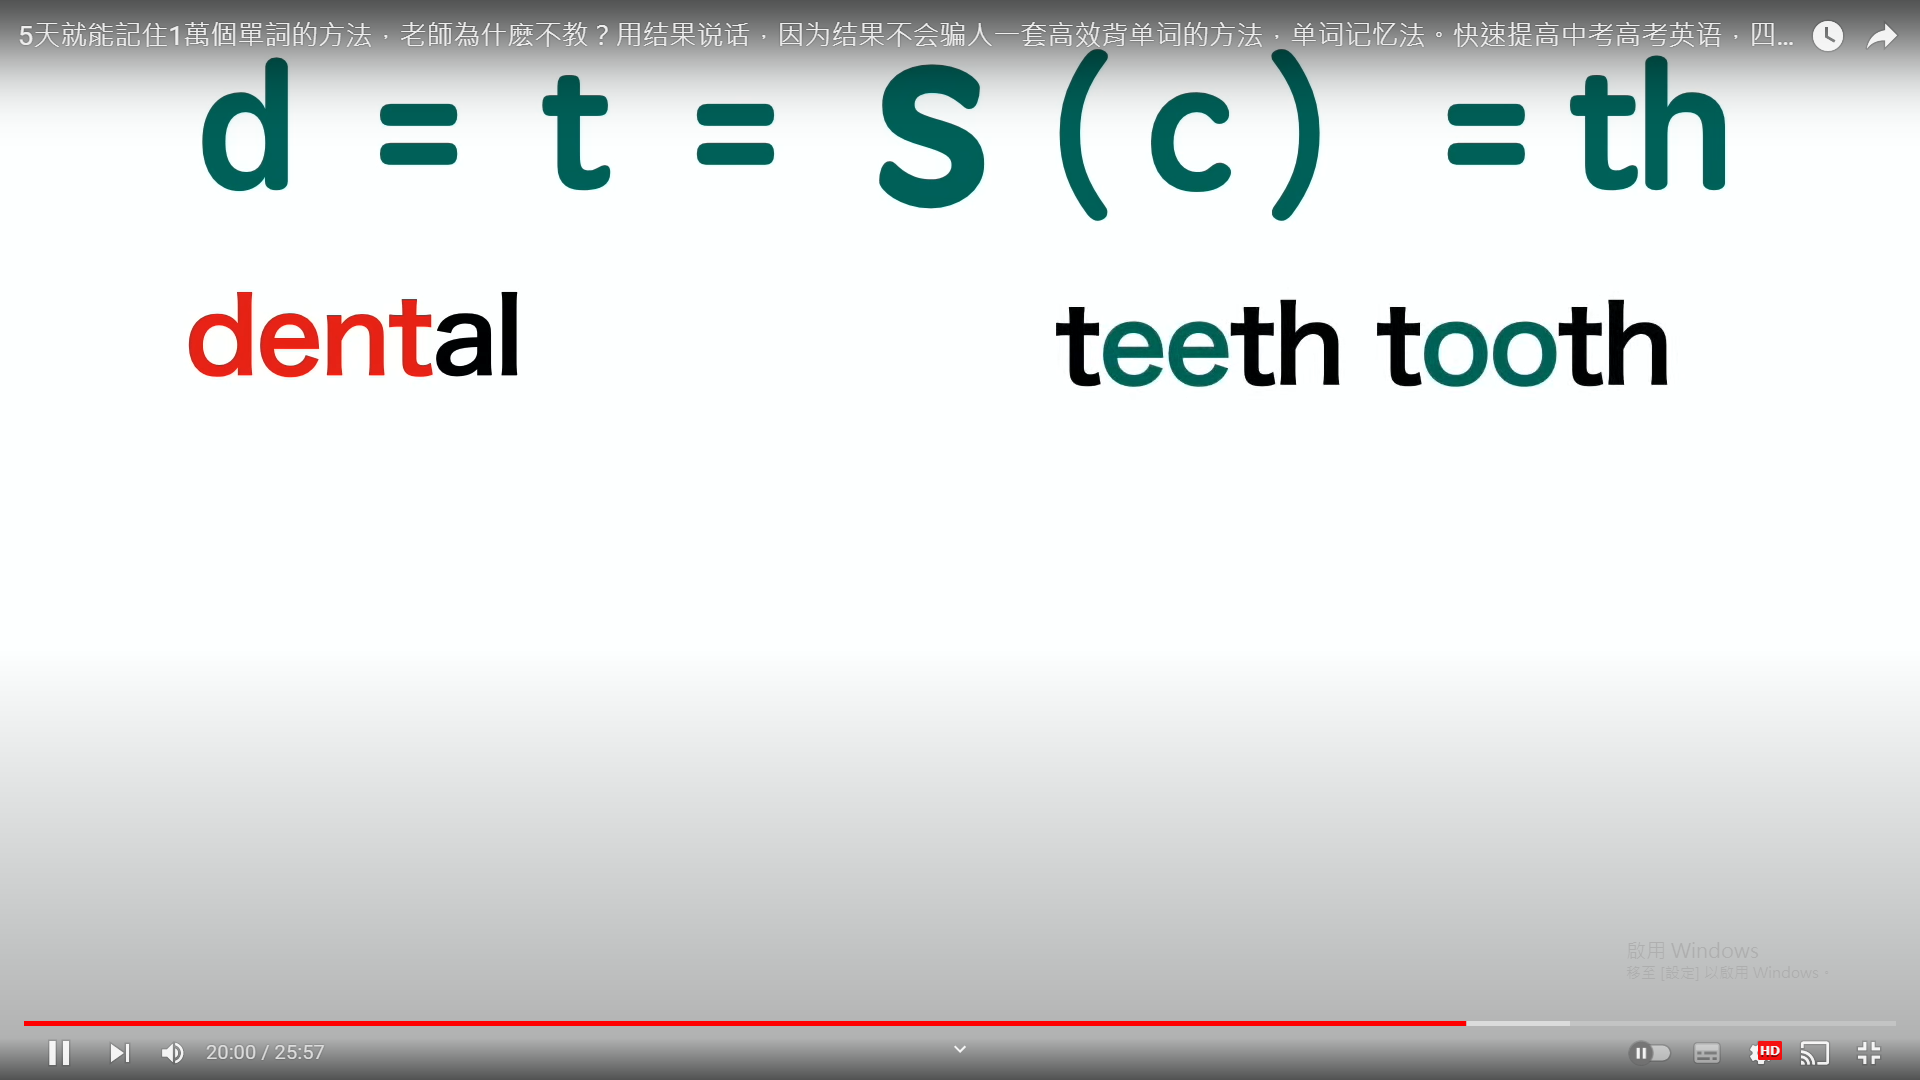 5天就能記住1萬個單詞的方法，老師為什麼不教？用结果说话，因为结果不会骗人一套高效背单词的方法，单词记忆法。快速提高中考高考英语，四...
d = t = S (c) = th
dental teeth tooth
啟用 Windows
移至 [設定] 以啟用 Windows。
20:00 / 25:57
HD